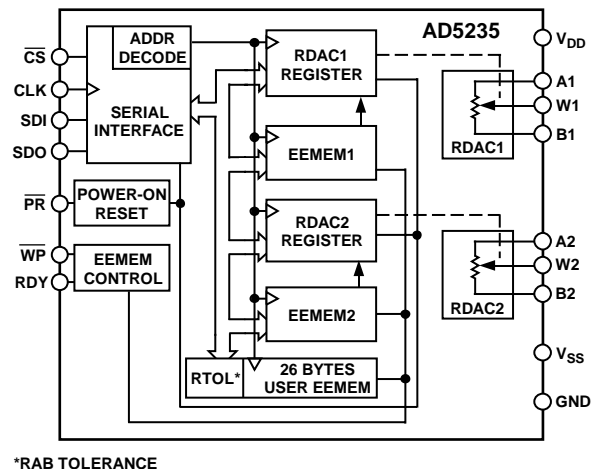 AD5235
ADDR
DECODE
SERIAL
INTERFACE
CS
CLK
SDI
SDO
PR
WP
RDY
POWER-ON
RESET
EEMEM
CONTROL
RDAC1
REGISTER
EEMEM1
RDAC2
REGISTER
EEMEM2
RTOL*
26 BYTES
USER EEMEM
RDAC1
RDAC2
VDD
A1
W1
B1
A2
W2
B2
VSS
GND
*RAB TOLERANCE